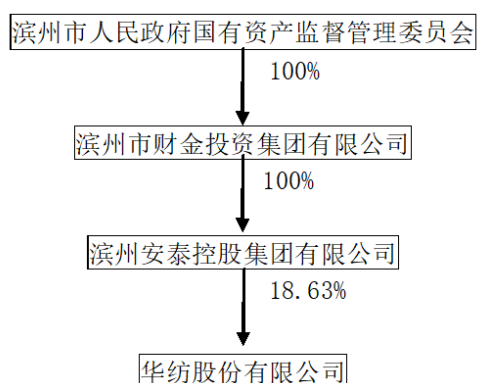 滨州市人民政府国有资产监督管理委员会
100%
滨州市财金投资集团有限公司
100%
滨州安泰控股集团有限公司
18.63%
华纺股份有限公司